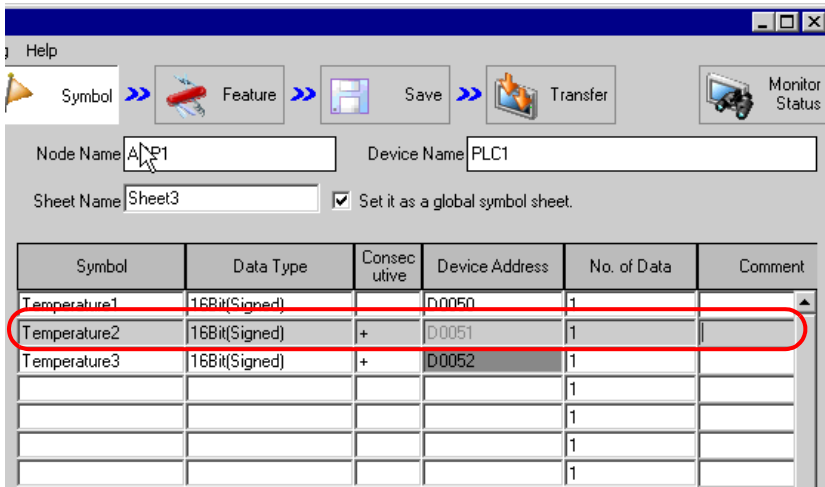 Help
Symbol Feature Save Transfer Monitor Status
Node Name Device Name PLC1
Sheet Name Sheet3 Set it as a global symbol sheet.
Symbol Data Type Consecutive Device Address No. of Data Comment
Temperature1 16Bit(Signed) D0050 1
Temperature2 16Bit(Signed) + D0051 1
Temperature3 16Bit(Signed) + D0052 1
1
1
1
1